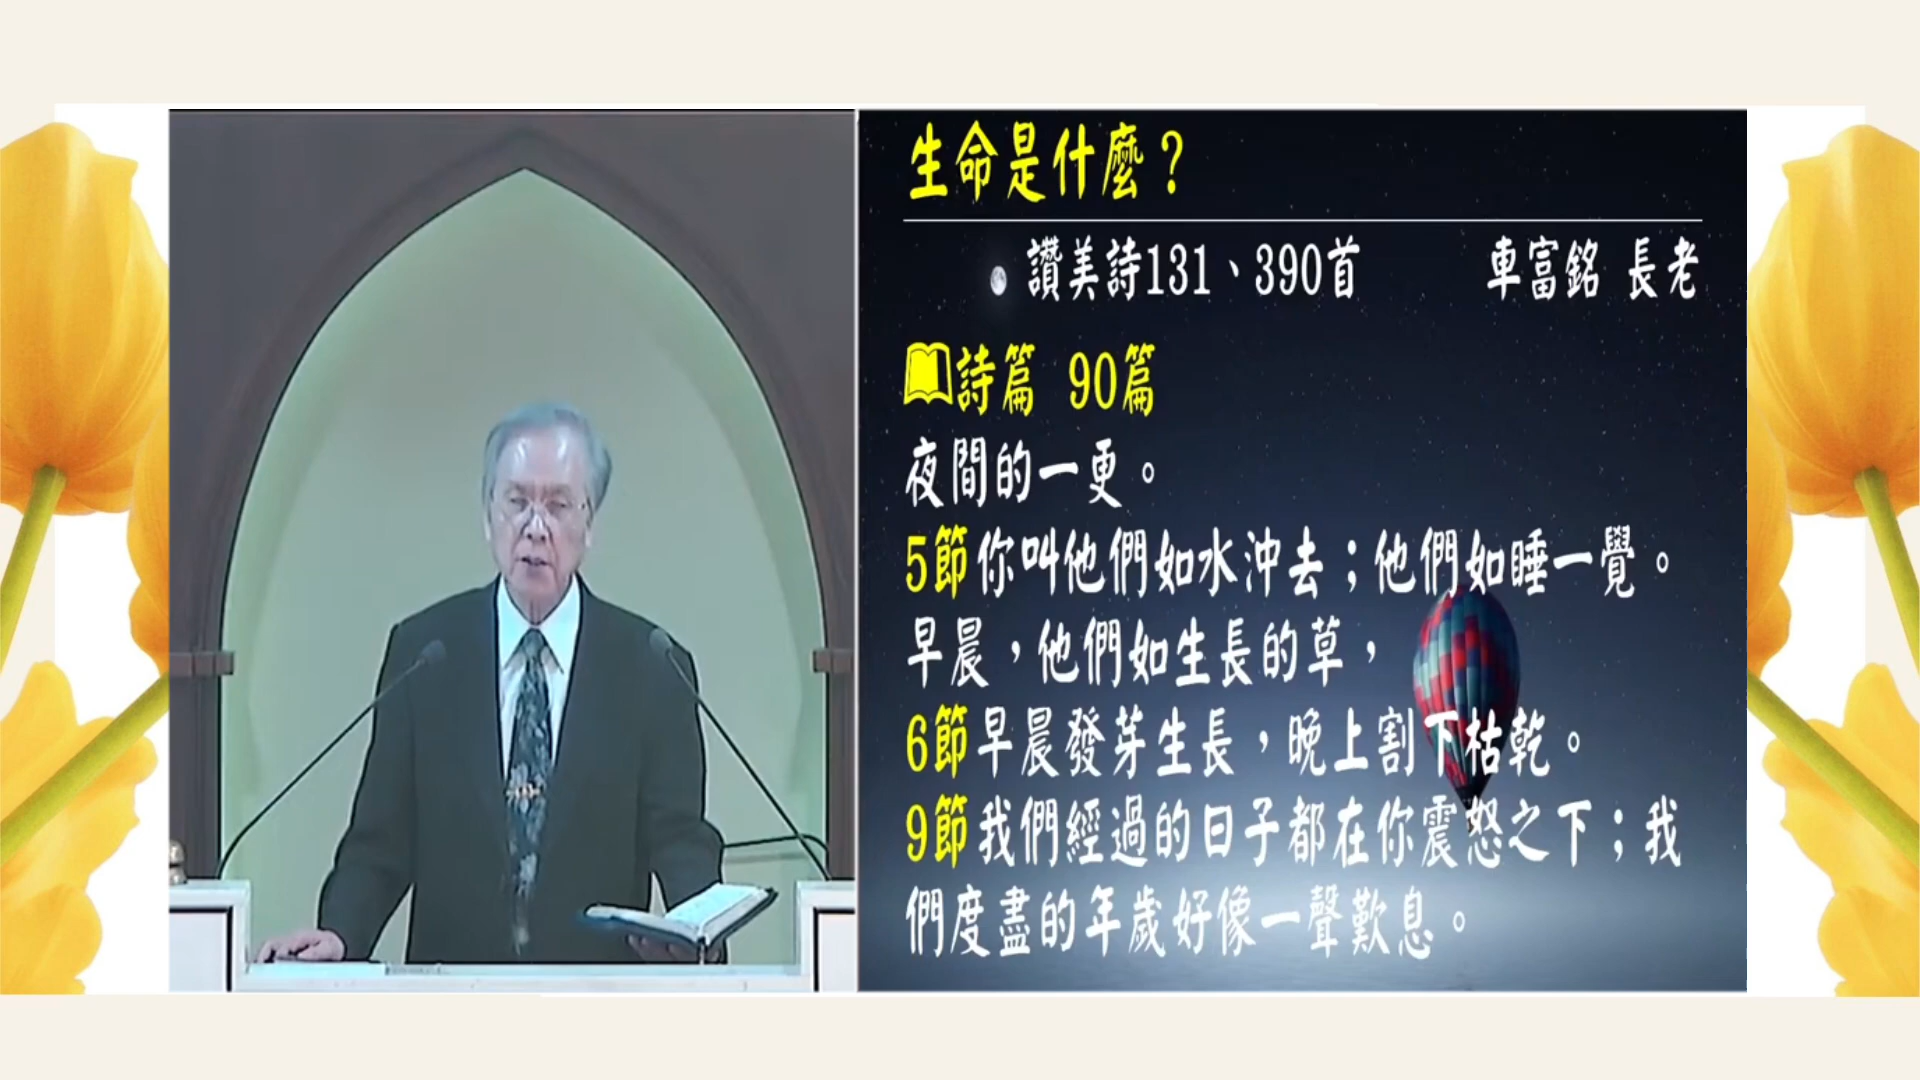 生命是什麼？
讚美詩131、390首 車富銘 長老
詩篇 90篇
夜間的一更。
5節你叫他們如水沖去；他們如睡一覺。
早晨，他們如生長的草，
6節早晨發芽生長，晚上割下枯乾。
9節我們經過的日子都在你震怒之下；我
們度盡的年歲好像一聲歎息。